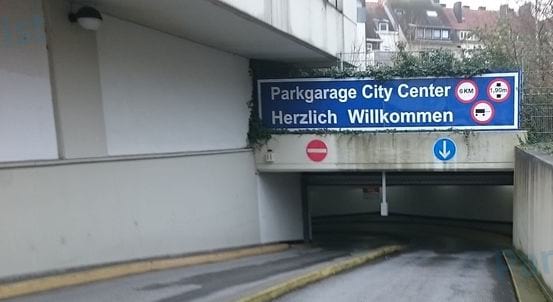 Parkgarage City Center 6KM 1,90m
Herzlich Willkommen